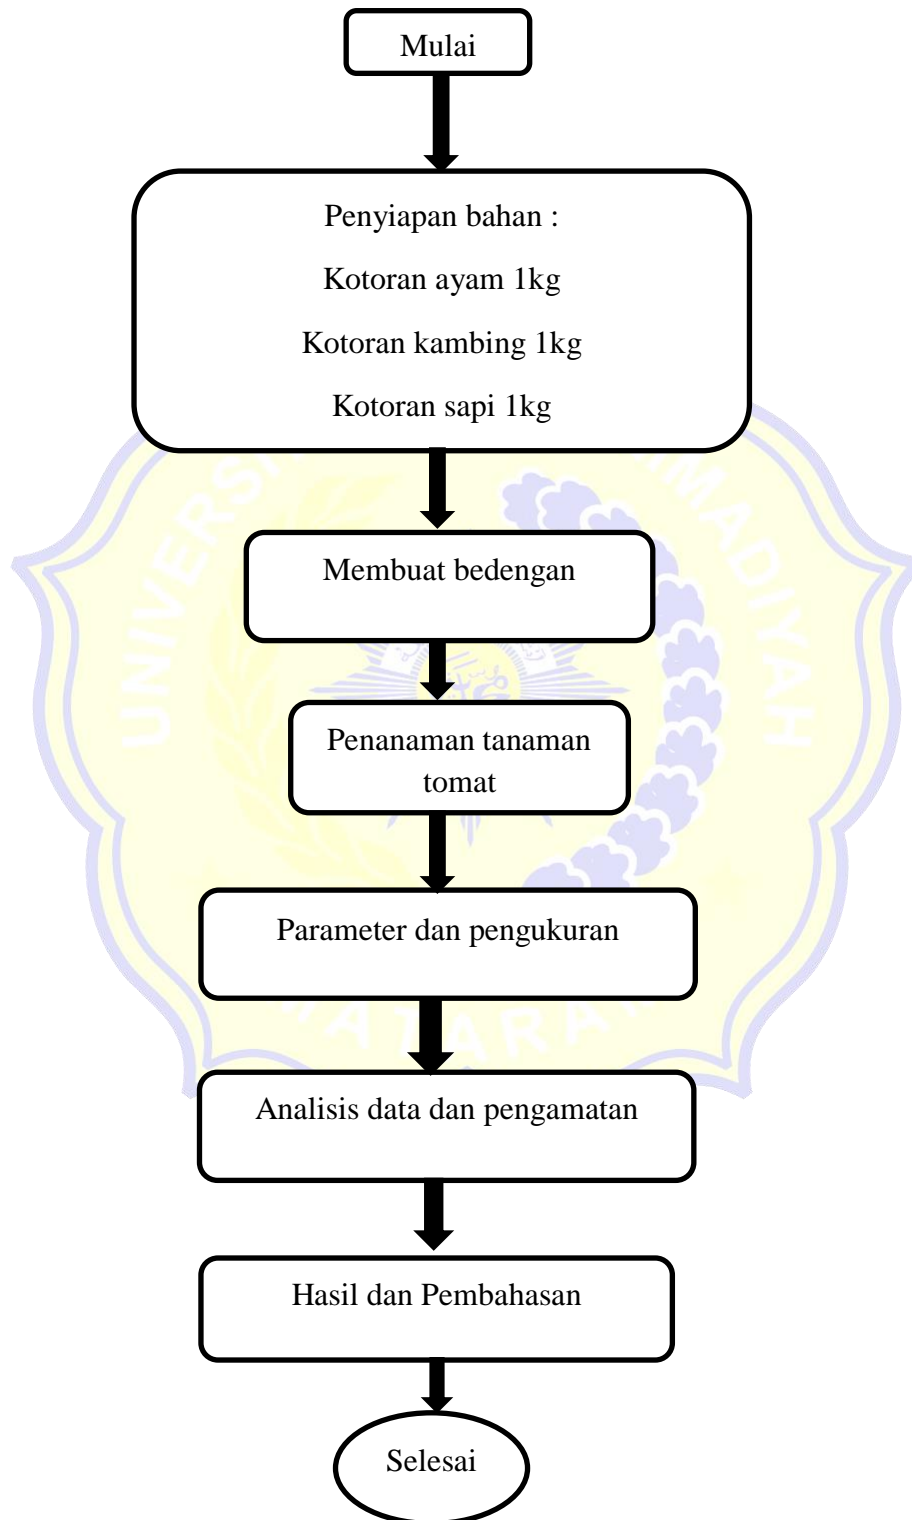 Mulai
Penyiapan bahan :
Kotoran ayam 1kg
Kotoran kambing 1kg
Kotoran sapi 1kg
Membuat bedengan
Penanaman tanaman
tomat
Parameter dan pengukuran
Analisis data dan pengamatan
Hasil dan Pembahasan
Selesai